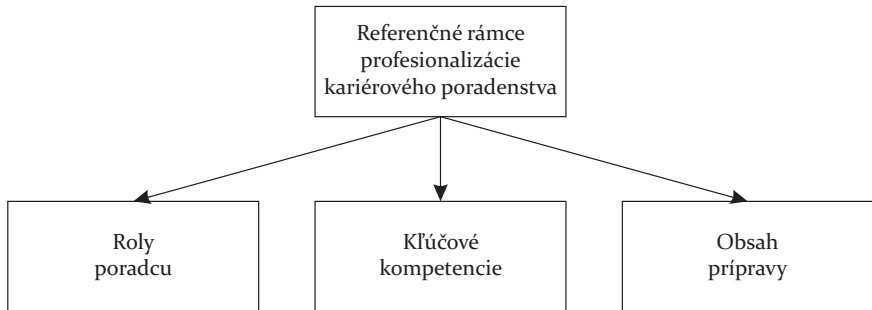 Referenčné rámce
profesionalizácie
kariérového poradenstva
Roly
poradcu
Kľúčové
kompetencie
Obsah
prípravy